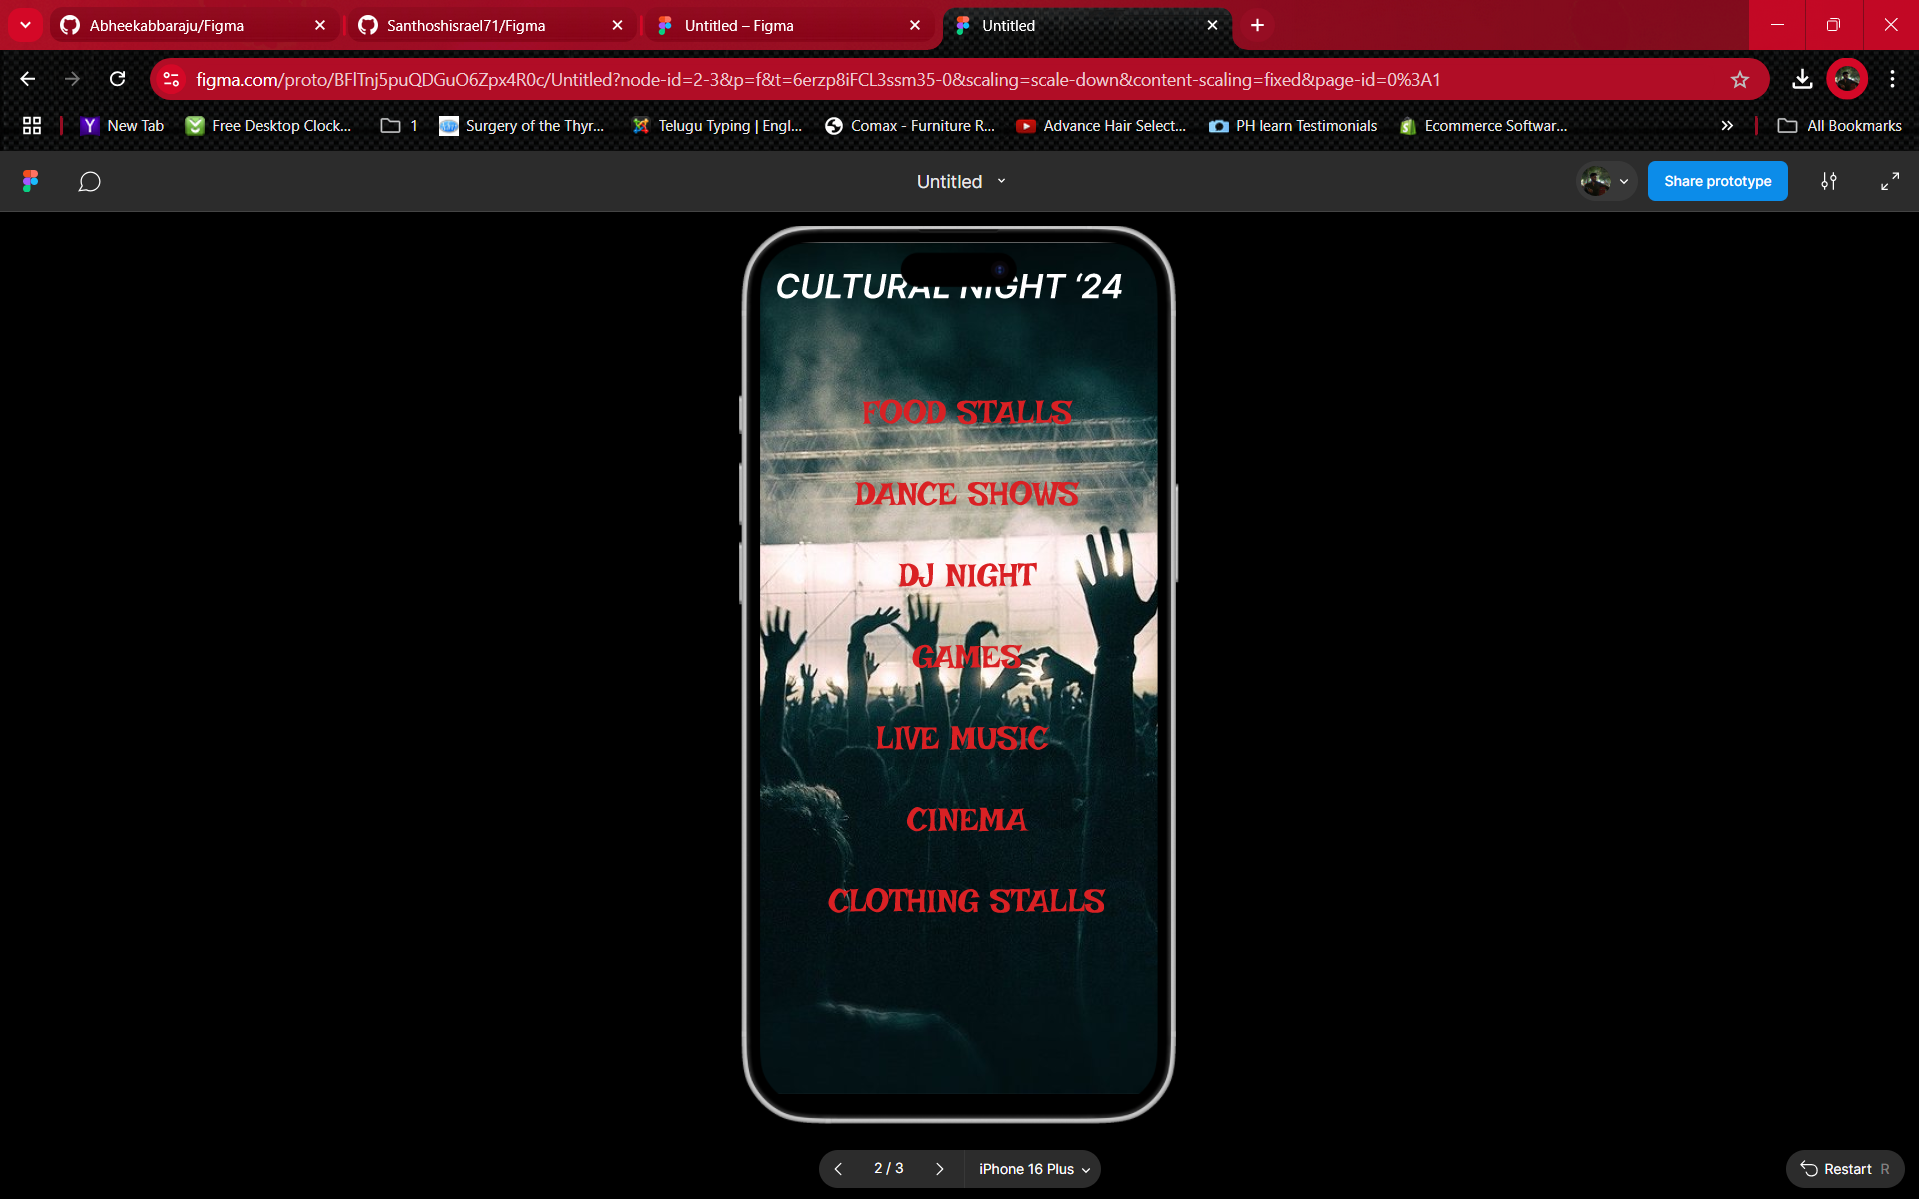 Abheekabbaraju/Figma
Santhoshisrael71/Figma
Untitled – Figma
Untitled
figma.com/proto/BFlTnj5puQDGuO6Zpx4R0c/Untitled?node-id=2-3&p=f&t=6erzp8iFCL3ssm35-0&scaling=scale-down&content-scaling=fixed&page-id=0%3A1
New Tab
Free Desktop Clock...
1
Surgery of the Thyr...
Telugu Typing | Engl...
Comax - Furniture R...
Advance Hair Select...
PH learn Testimonials
Ecommerce Softwar...
All Bookmarks
Untitled
Share prototype
CULTURAL NIGHT ‘24
FOOD STALLS
DANCE SHOWS
DJ NIGHT
GAMES
LIVE MUSIC
CINEMA
CLOTHING STALLS
2 / 3
iPhone 16 Plus
Restart R